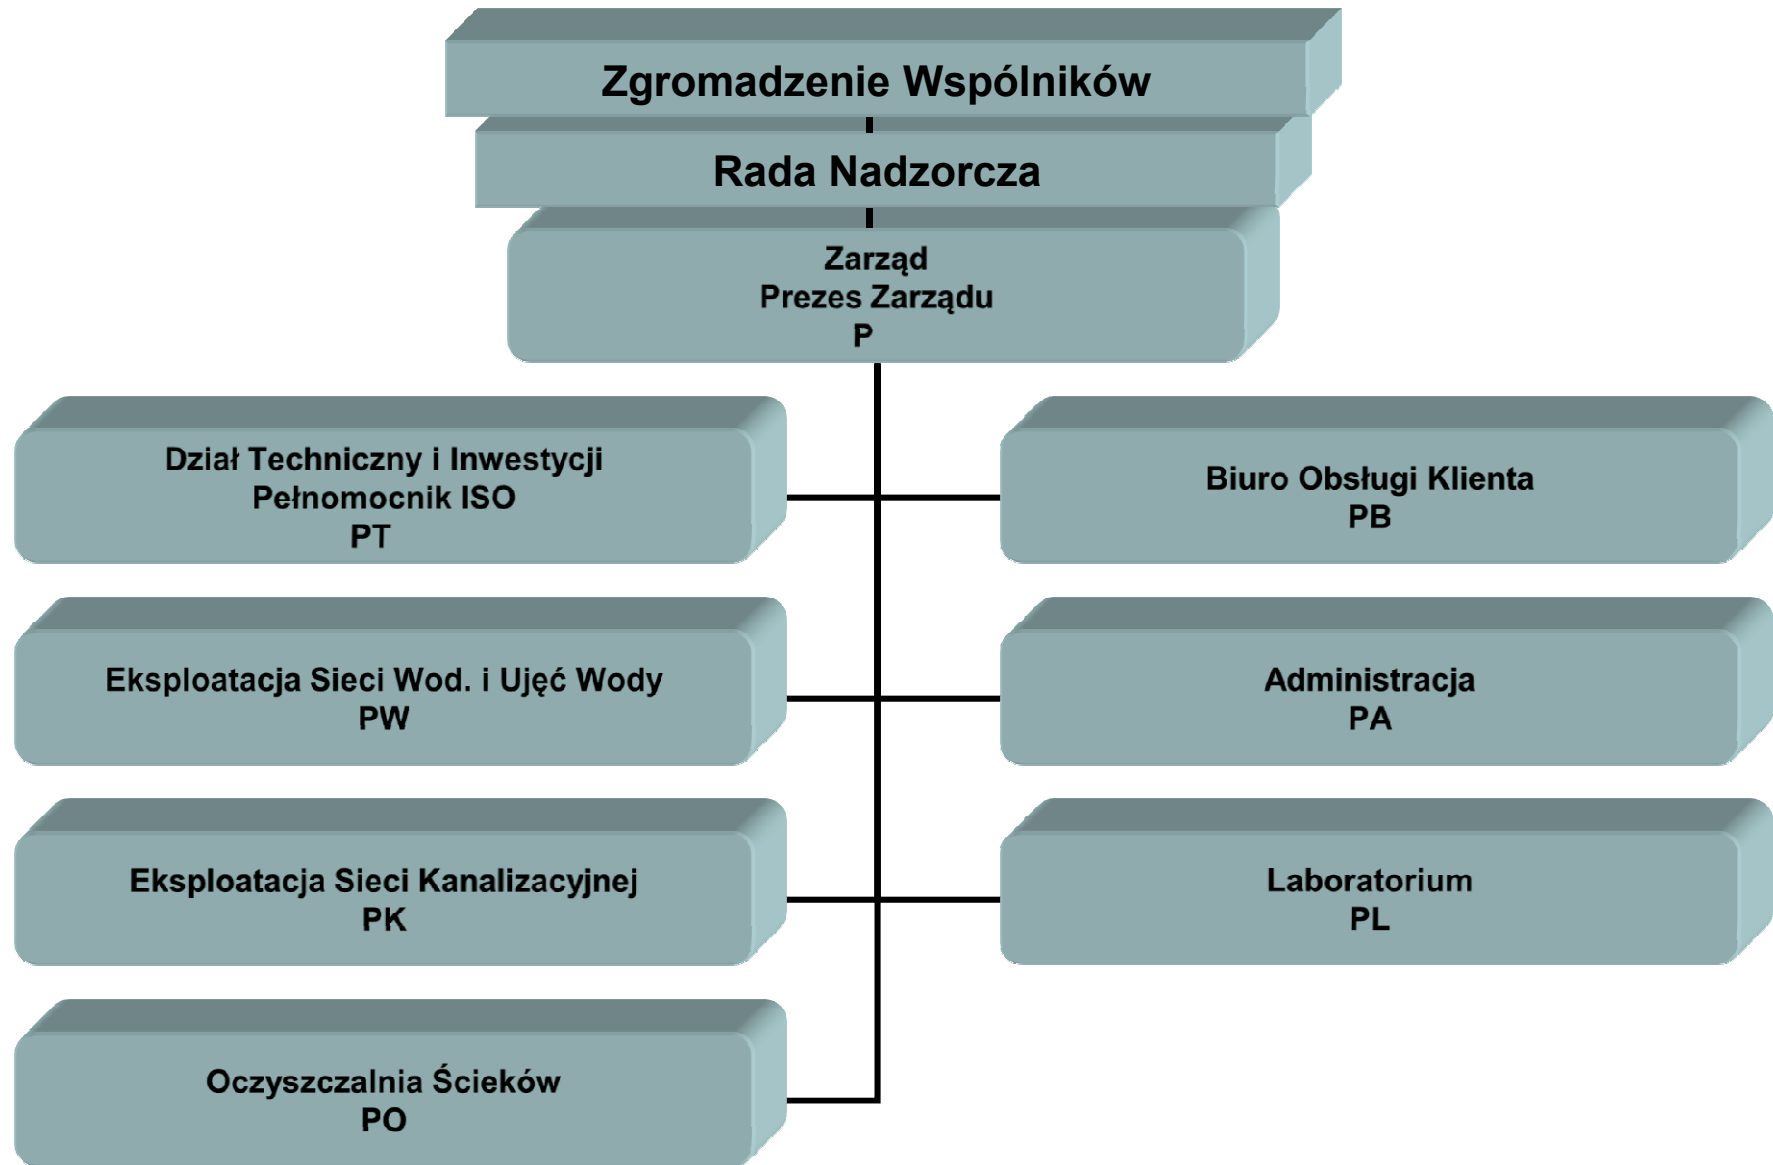 Zgromadzenie Wspólników
Rada Nadzorcza
Zarząd
Prezes Zarządu
P
Dział Techniczny i Inwestycji
Pełnomocnik ISO
PT
Biuro Obsługi Klienta
PB
Eksploatacja Sieci Wod. i Ujęć Wody
PW
Administracja
PA
Eksploatacja Sieci Kanalizacyjnej
PK
Laboratorium
PL
Oczyszczalnia Ścieków
PO